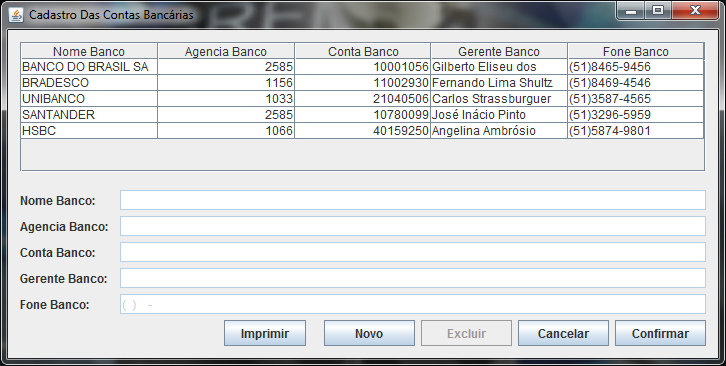 Cadastro Das Contas Bancárias
Nome Banco Agencia Banco Conta Banco Gerente Banco Fone Banco
BANCO DO BRASIL SA 2585 10001056 Gilberto Eliseu dos (51)8465-9456
BRADESCO 1156 11002930 Fernando Lima Shultz (51)8469-4546
UNIBANCO 1033 21040506 Carlos Strassburguer (51)3587-4565
SANTANDER 2585 10780099 José Inácio Pinto (51)3296-5959
HSBC 1066 40159250 Angelina Ambrósio (51)5874-9801
Nome Banco:
Agencia Banco:
Conta Banco:
Gerente Banco:
Fone Banco: ( ) -
Imprimir Novo Excluir Cancelar Confirmar